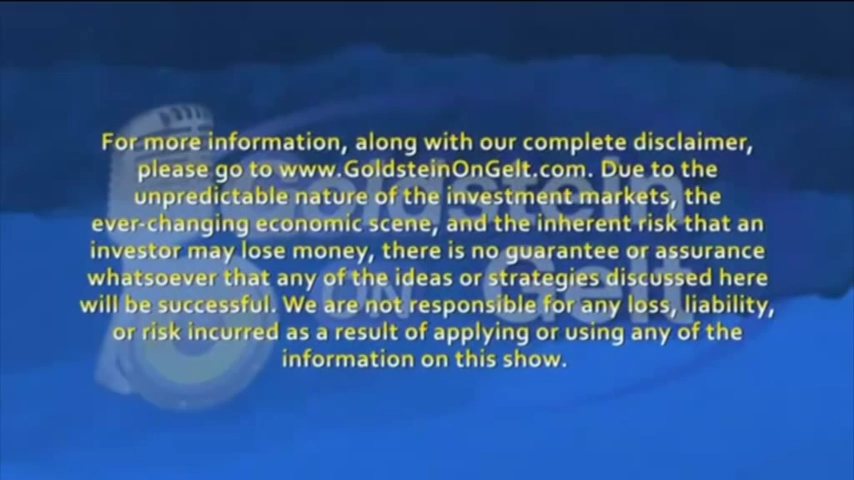 For more information, along with our complete disclaimer,
please go to www.GoldsteinOnGelt.com. Due to the
unpredictable nature of the investment markets, the
ever-changing economic scene, and the inherent risk that an
investor may lose money, there is no guarantee or assurance
whatsoever that any of the ideas or strategies discussed here
will be successful. We are not responsible for any loss, liability,
or risk incurred as a result of applying or using any of the
information on this show.
Goldstein
ON Gelt